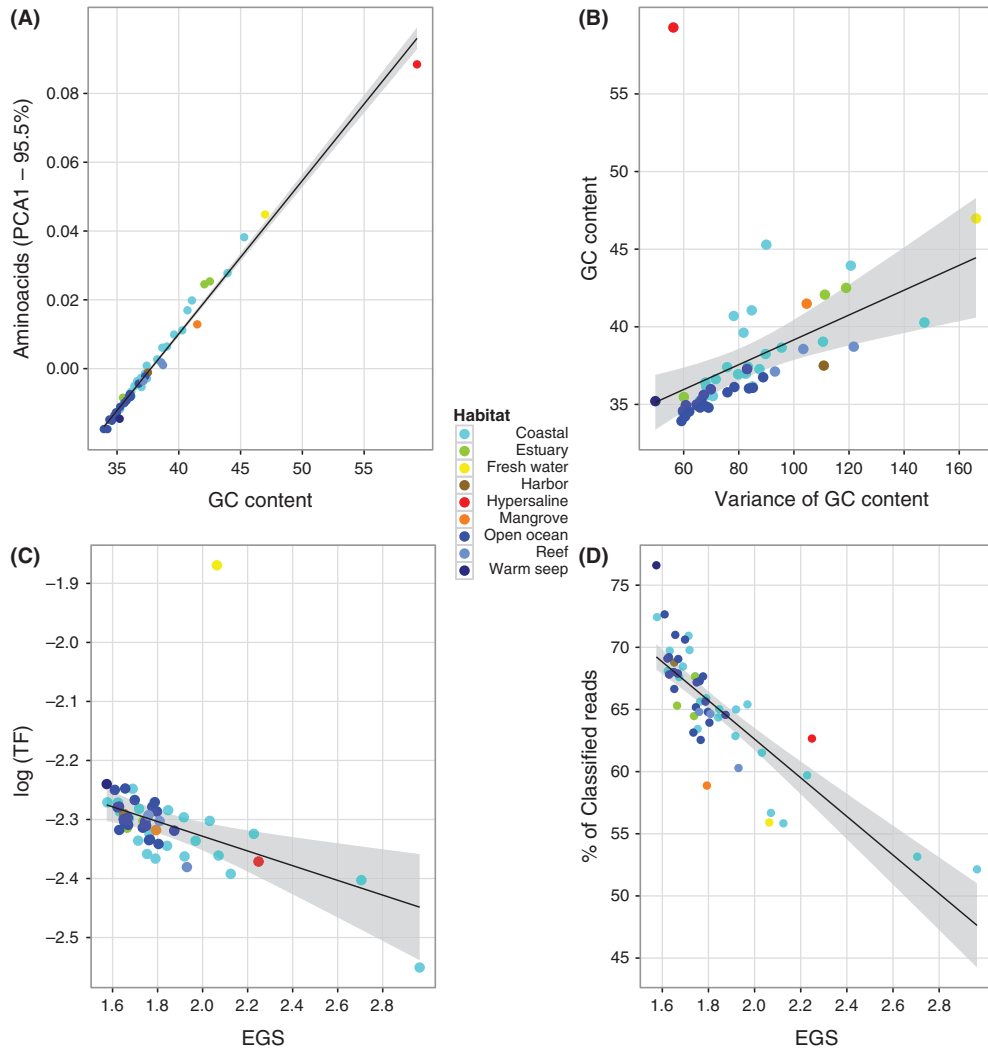 (A)
Aminoacids (PCA1 – 95.5%)
0.08
0.06
0.04
0.02
0.00
35 40 45 50 55
GC content
(B)
GC content
55
50
45
40
35
60 80 100 120 140 160
Variance of GC content
Habitat
Coastal
Estuary
Fresh water
Harbor
Hypersaline
Mangrove
Open ocean
Reef
Warm seep
(C)
log (TF)
–1.9
–2.0
–2.1
–2.2
–2.3
–2.4
–2.5
1.6 1.8 2.0 2.2 2.4 2.6 2.8
EGS
(D)
% of Classified reads
75
70
65
60
55
50
45
1.6 1.8 2.0 2.2 2.4 2.6 2.8
EGS